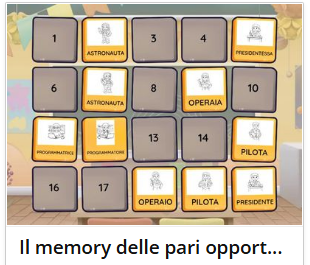 1 ASTRONAUTA 3 4 PRESIDENTESSA
6 ASTRONAUTA 8 OPERAIA 10
PROGRAMMATRICE PROGRAMMATORE 13 14 PILOTA
16 17 OPERAIO PILOTA PRESIDENTE
Il memory delle pari opport...